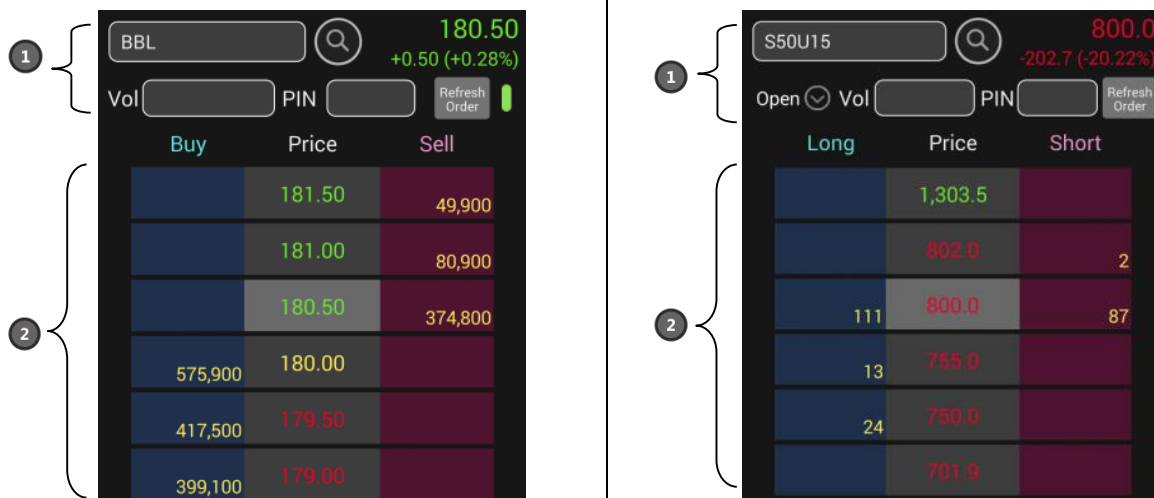 1
BBL
180.50
+0.50 (+0.28%)
Vol
PIN
Refresh
Order
Buy Price Sell
2
181.50 49,900
181.00 80,900
180.50 374,800
575,900 180.00
417,500 179.50
399,100 179.00
1
S50U15
800.0
-202.7 (-20.22%)
Open Vol
PIN
Refresh
Order
Long Price Short
2
1,303.5
802.0 2
111 800.0 87
13 755.0
24 750.0
701.9